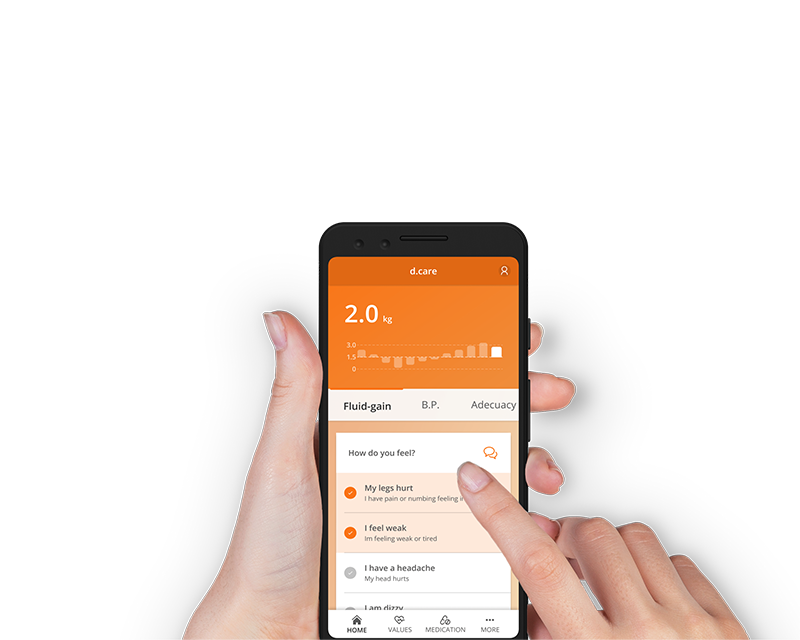 d.care
2.0 kg
3.0
1.5
0
Fluid-gain B.P. Adecuacy
How do you feel?
My legs hurt
I have pain or numbing feeling
I feel weak
Im feeling weak or tired
I have a headache
My head hurts
I am dizzy
HOME VALUES MEDICATION MORE